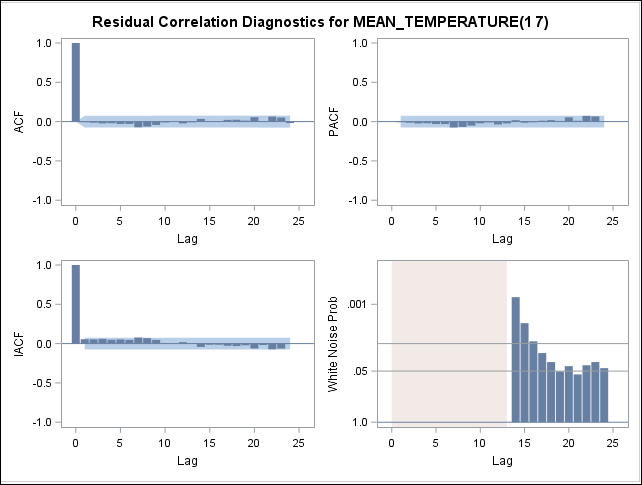 Residual Correlation Diagnostics for MEAN_TEMPERATURE(1 7)
ACF
1.0
0.5
0.0
-0.5
-1.0
0 5 10 15 20 25
Lag
PACF
1.0
0.5
0.0
-0.5
-1.0
0 5 10 15 20 25
Lag
IACF
1.0
0.5
0.0
-0.5
-1.0
0 5 10 15 20 25
Lag
White Noise Prob
.001
.05
1.0
0 5 10 15 20 25
Lag